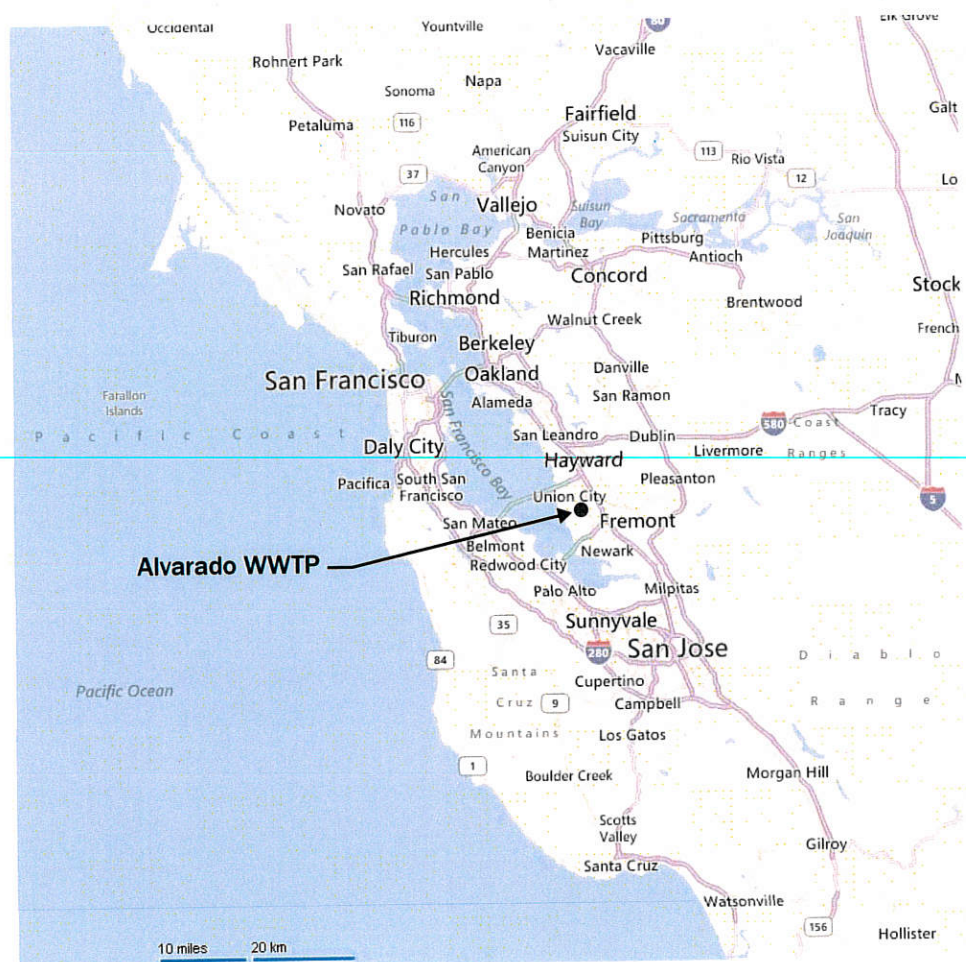 Occidental
Yountville
80
Elk Grove
Vacaville
Rohnert Park
Napa
Sonoma
Galt
Fairfield
Petaluma
116
Suisun City
American
Canyon
113
Rio Vista
37
12
Lo
San
Pablo Bay
Vallejo
Suisun
Bay
Novato
Sacramento
San
Joaquin
Benicia
Pittsburg
Hercules
Martinez
Antioch
San Rafael
San Pablo
Concord
Stock
Richmond
Brentwood
Walnut Creek
French
Tiburon
Berkeley
San Francisco
Oakland
Danville
Farallon
Islands
Alameda
San Ramon
Tracy
580
Coast
Ranges
Pacific Coast
San Francisco Bay
San Leandro
Dublin
Daly City
Livermore
Hayward
Pacifica
South San
Francisco
Pleasanton
Union City
5
San Mateo
Fremont
Belmont
Newark
Alvarado WWTP
Redwood City
Palo Alto
Milpitas
35
Sunnyvale
84
280
San Jose
Diablo
Range
Santa
Cruz
Mountains
Pacific Ocean
Cupertino
9
Campbell
Los Gatos
1
Boulder Creek
Morgan Hill
Scotts
Valley
Gilroy
Santa Cruz
Watsonville
156
Hollister
10 miles
20 km